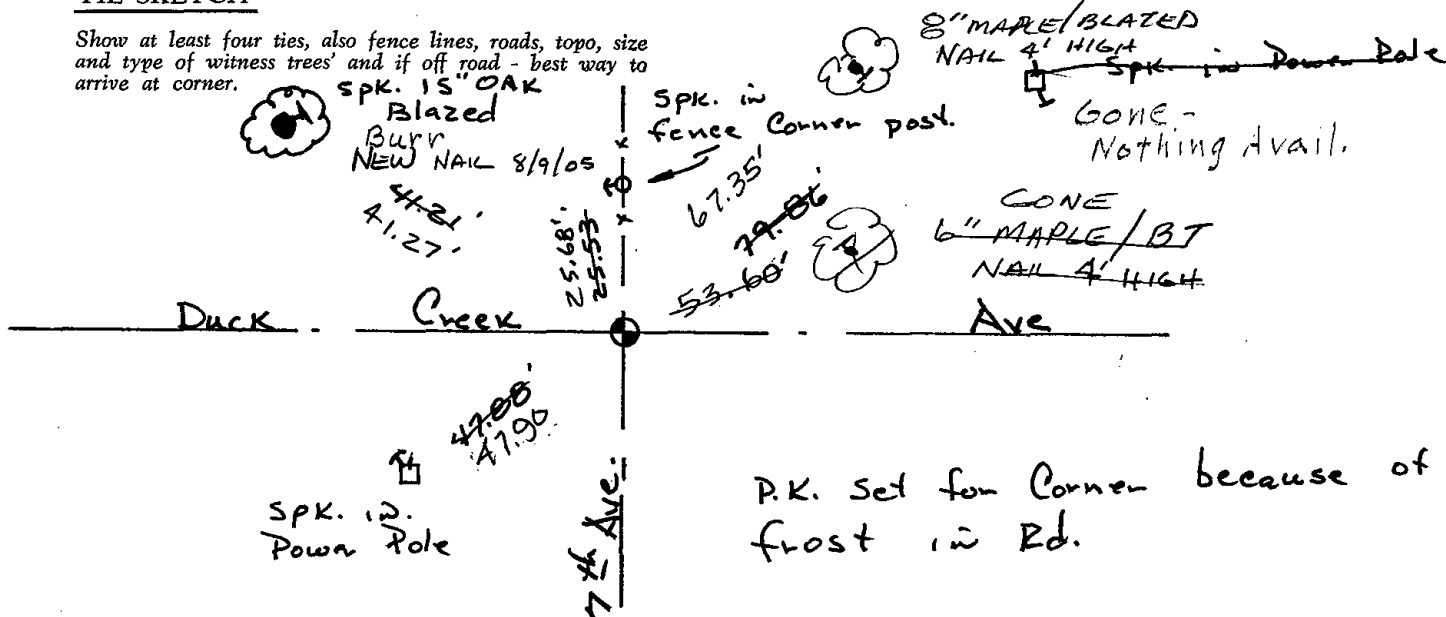 TIE SKETCH
Show at least four ties, also fence lines, roads, topo, size
and type of witness trees' and if off road - best way to
arrive at corner.
8" MAPLE/BLAZED
NAIL 4' HIGH
Spk. in Power Pole
Gone -
Nothing Avail.
Spk. 15" OAK
Blazed
Burr
NEW NAIL 8/9/05
41.21'
41.27'
Spk. in
fence Corner post.
25.68'
25.53
67.35'
79.86'
53.60'
GONE
6" MAPLE/BT
NAIL 4' HIGH
Duck Creek Ave
47.88'
47.90
Spk. in.
Power Pole
7th Ave.
P.K. Set for Corner because of
frost in Rd.